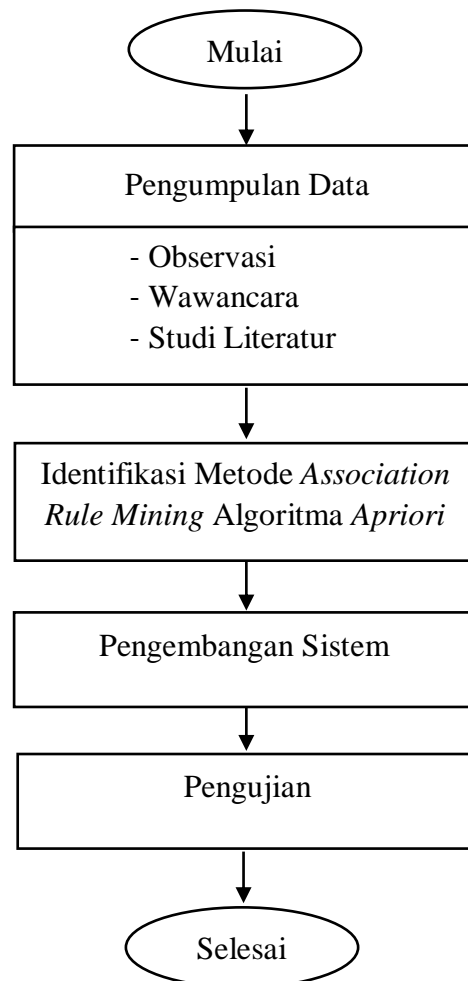 Mulai
Pengumpulan Data
- Observasi
- Wawancara
- Studi Literatur
Identifikasi Metode Association
Rule Mining Algoritma Apriori
Pengembangan Sistem
Pengujian
Selesai